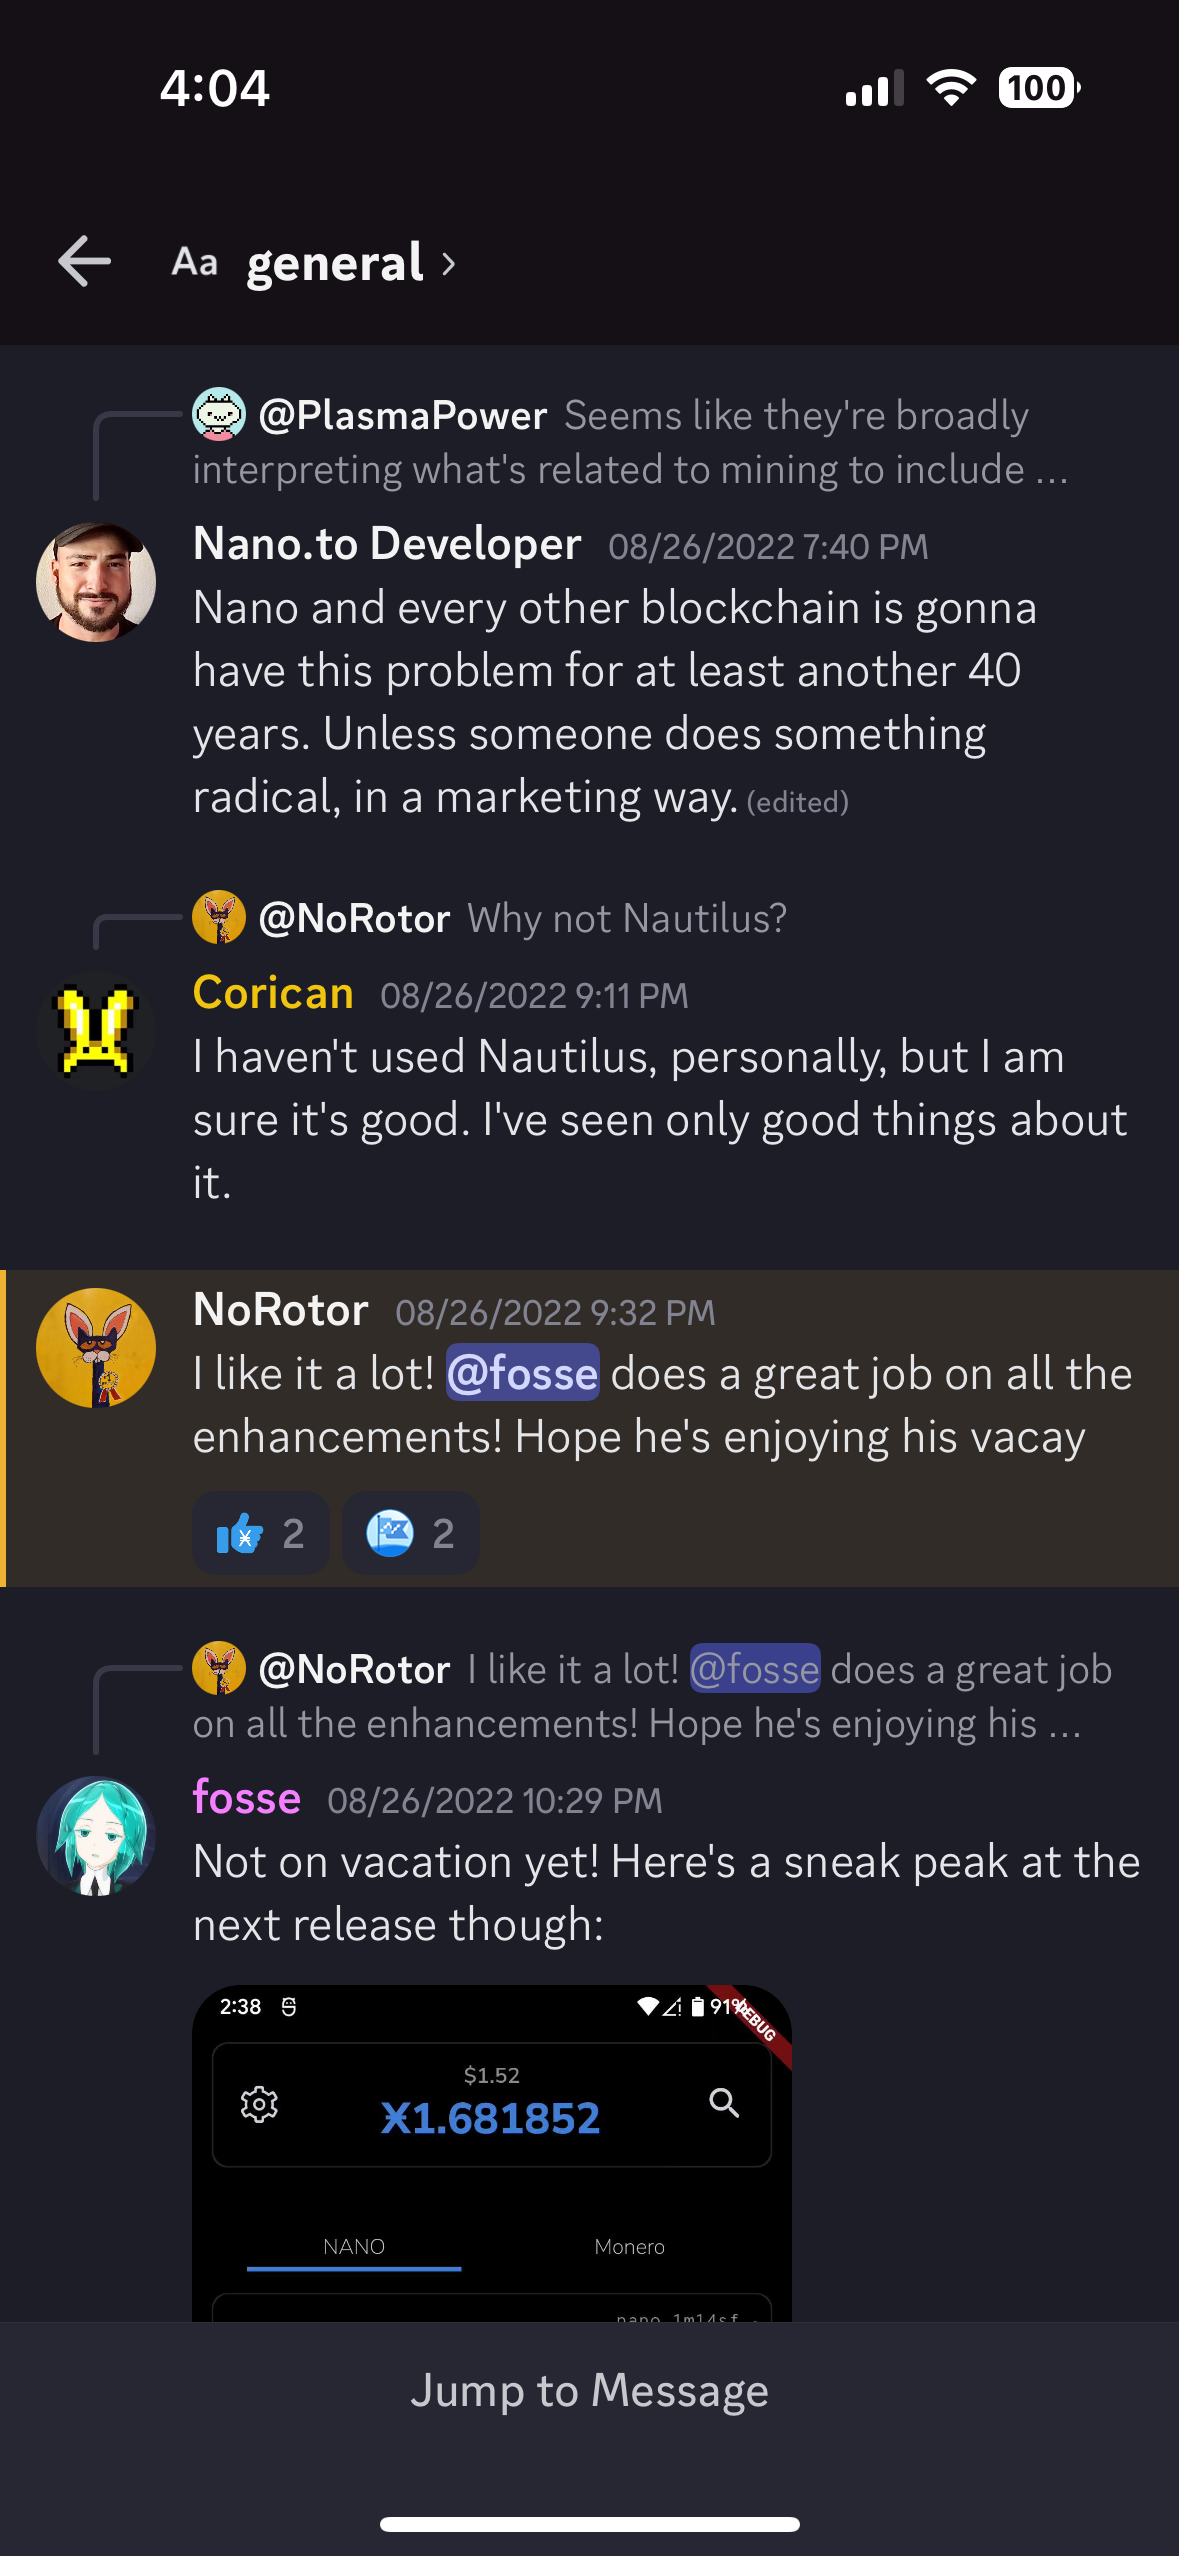 4:04
100
Aa general
@PlasmaPower Seems like they're broadly
interpreting what's related to mining to include ...
Nano.to Developer 08/26/2022 7:40 PM
Nano and every other blockchain is gonna
have this problem for at least another 40
years. Unless someone does something
radical, in a marketing way. (edited)
@NoRotor Why not Nautilus?
Corican 08/26/2022 9:11 PM
I haven't used Nautilus, personally, but I am
sure it's good. I've seen only good things about
it.
NoRotor 08/26/2022 9:32 PM
I like it a lot! @fosse does a great job on all the
enhancements! Hope he's enjoying his vacay
2 2
@NoRotor I like it a lot! @fosse does a great job
on all the enhancements! Hope he's enjoying his ...
fosse 08/26/2022 10:29 PM
Not on vacation yet! Here's a sneak peak at the
next release though:
2:38 91%
DEBUG
$1.52
Ӿ1.681852
NANO Monero
Jump to Message